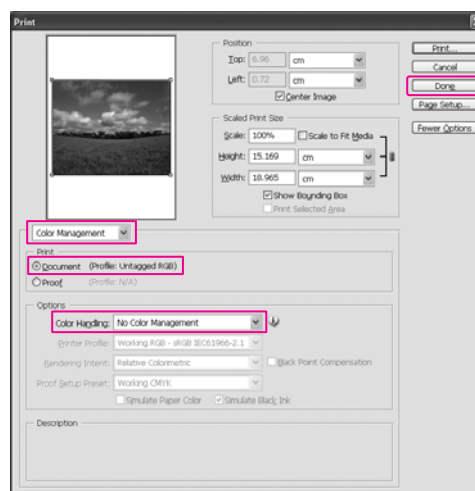 Print
Position
Top: 6.96 cm
Left: 0.72 cm
Center Image
Scaled Print Size
Scale: 100% Scale to Fit Media
Height: 15.169 cm
Width: 18.965 cm
Show Bounding Box
Print Selected Area
Print...
Cancel
Done
Page Setup...
Fewer Options
Color Management
Print
Document (Profile: Untagged RGB)
Proof (Profile: N/A)
Options
Color Handling: No Color Management
Printer Profile: Working RGB - sRGB IEC61966-2.1
Rendering Intent: Relative Colorimetric Black Point Compensation
Proof Setup Preset: Working CMYK
Simulate Paper Color Simulate Black Ink
Description